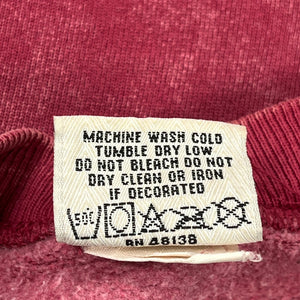 MACHINE WASH COLD
TUMBLE DRY LOW
DO NOT BLEACH DO NOT
DRY CLEAN OR IRON
IF DECORATED
50°C
RN 48138